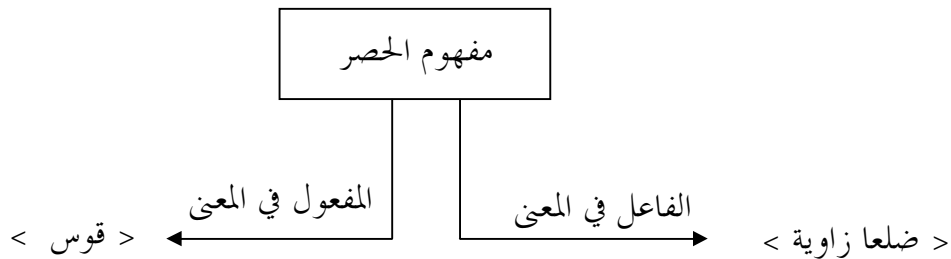 مفهوم الحصر
الفاعل في المعنى
المفعول في المعنى
< ضلعا زاوية >
< قوس >